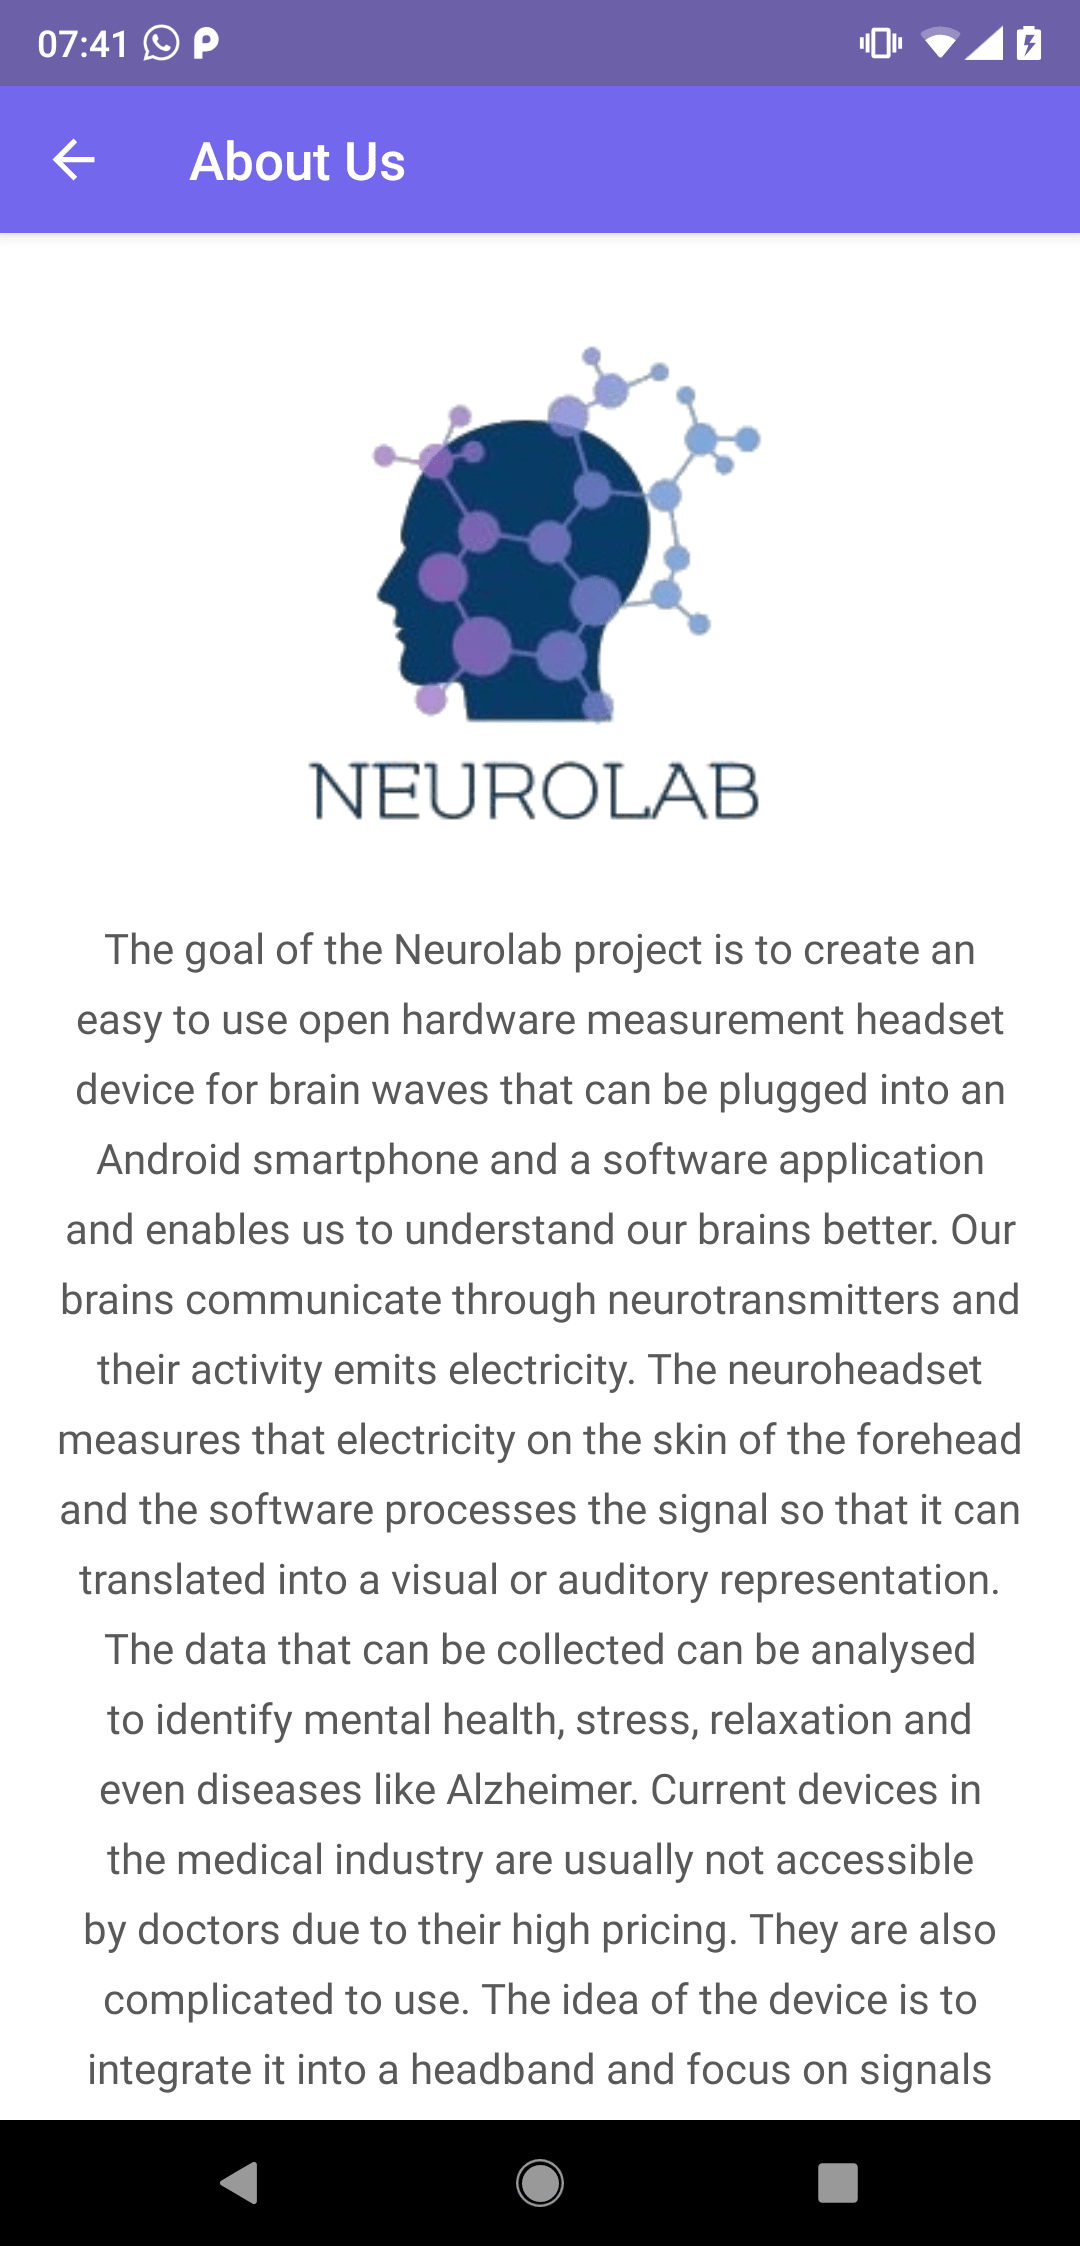 07:41
About Us
NEUROLAB
The goal of the Neurolab project is to create an
easy to use open hardware measurement headset
device for brain waves that can be plugged into an
Android smartphone and a software application
and enables us to understand our brains better. Our
brains communicate through neurotransmitters and
their activity emits electricity. The neuroheadset
measures that electricity on the skin of the forehead
and the software processes the signal so that it can
translated into a visual or auditory representation.
The data that can be collected can be analysed
to identify mental health, stress, relaxation and
even diseases like Alzheimer. Current devices in
the medical industry are usually not accessible
by doctors due to their high pricing. They are also
complicated to use. The idea of the device is to
integrate it into a headband and focus on signals